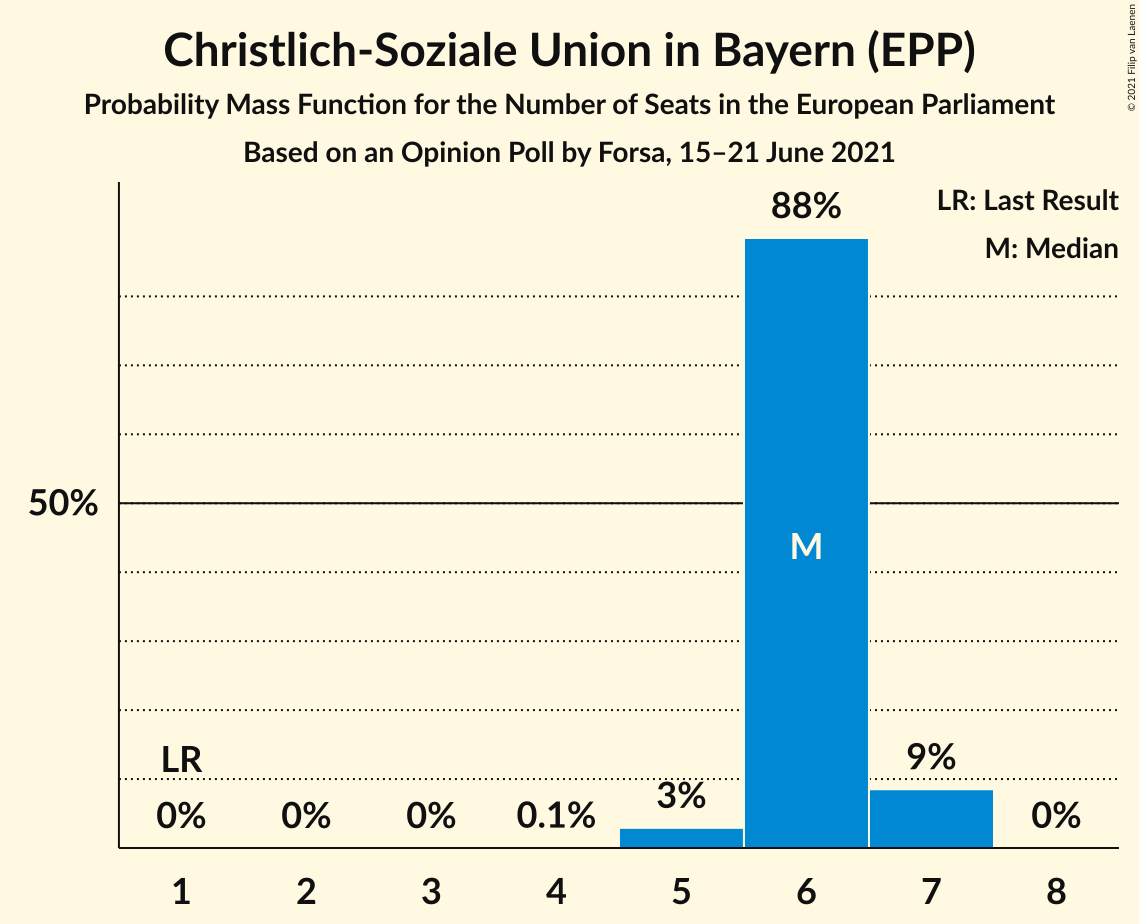 Christlich-Soziale Union in Bayern (EPP)
Probability Mass Function for the Number of Seats in the European Parliament
Based on an Opinion Poll by Forsa, 15–21 June 2021
© 2021 Filip van Laenen
LR: Last Result
M: Median
88%
50%
M
LR
9%
3%
0% 0% 0% 0.1% 0%
1 2 3 4 5 6 7 8